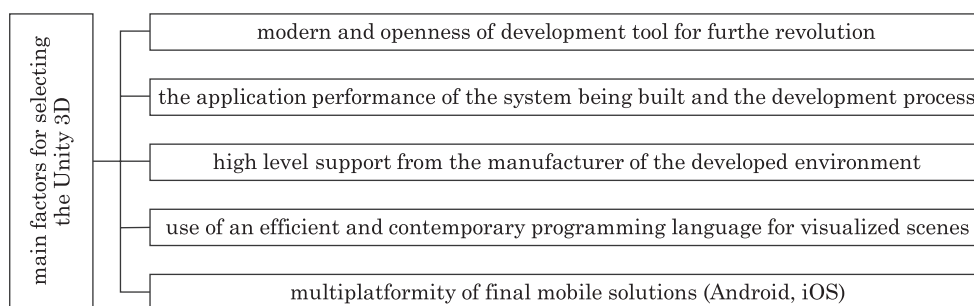 main factors for selecting
the Unity 3D
modern and openness of development tool for furthe revolution
the application performance of the system being built and the development process
high level support from the manufacturer of the developed environment
use of an efficient and contemporary programming language for visualized scenes
multiplatformity of final mobile solutions (Android, iOS)